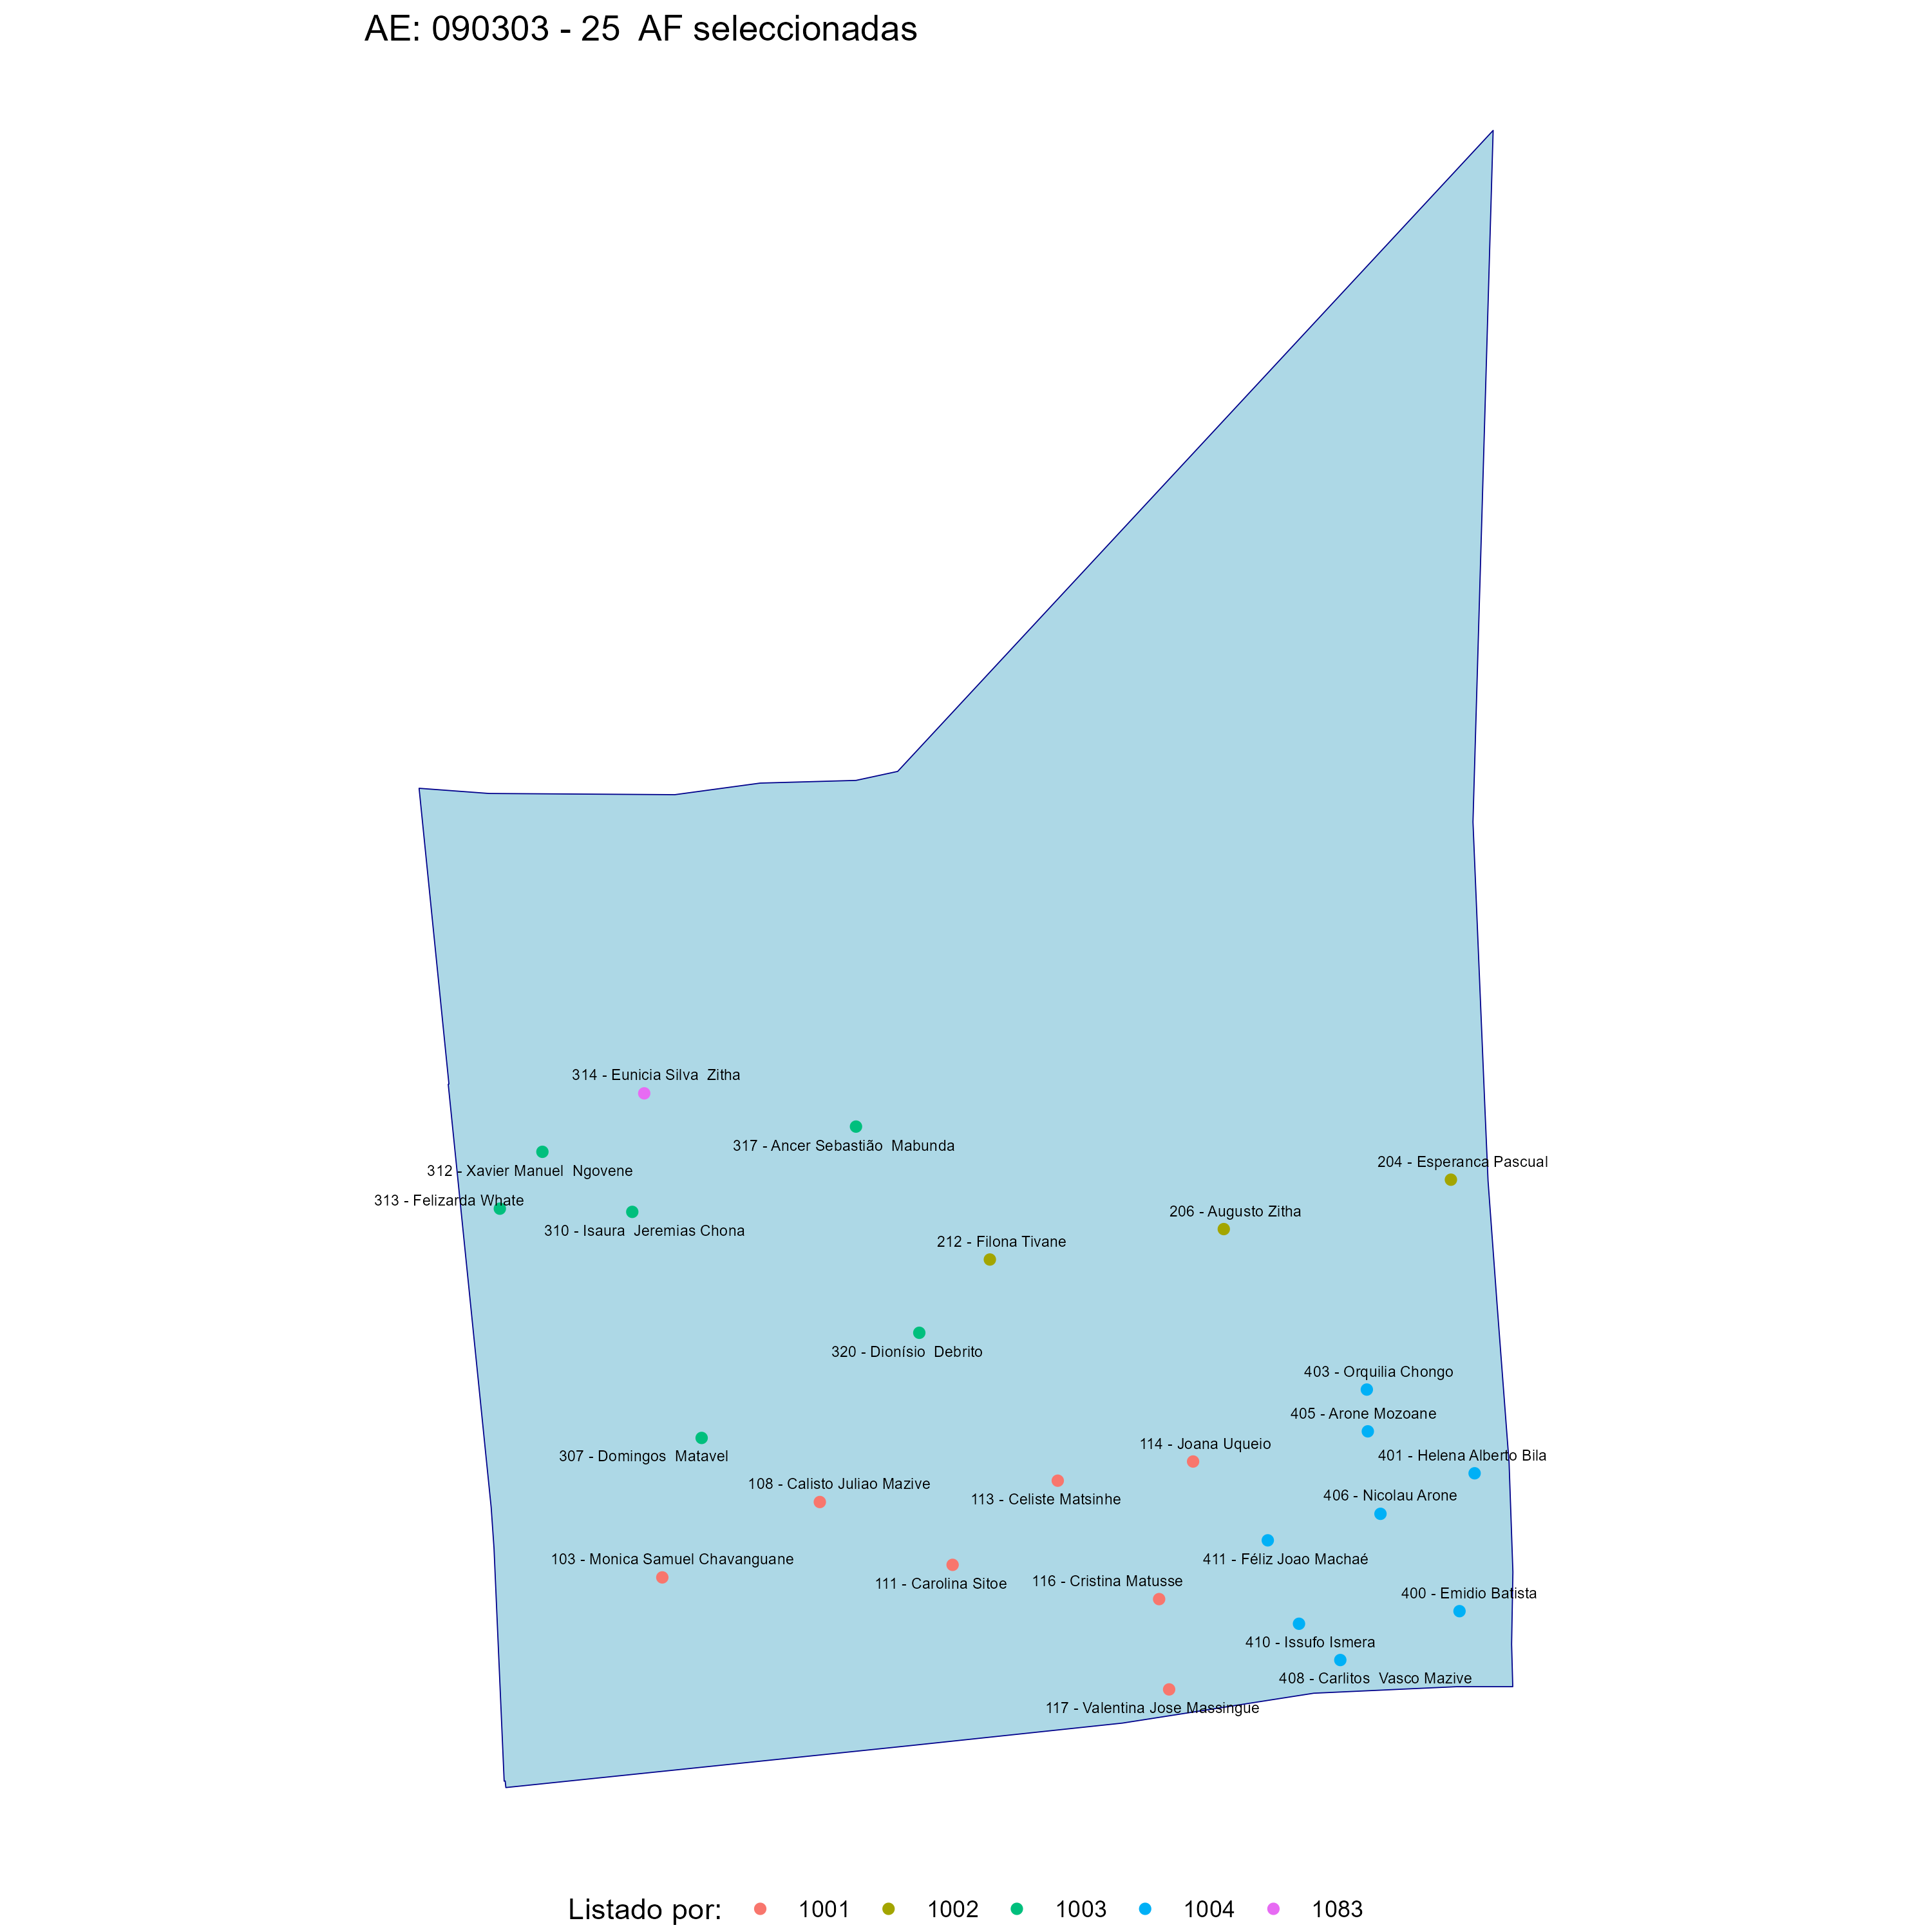 AE: 090303 - 25  AF seleccionadas
314 - Eunicia Silva  Zitha
317 - Ancer Sebastião  Mabunda
312 - Xavier Manuel  Ngovene
204 - Esperanca Pascual
313 - Felizarda Whate
206 - Augusto Zitha
310 - Isaura  Jeremias Chona
212 - Filona Tivane
320 - Dionísio  Debrito
403 - Orquilia Chongo
405 - Arone Mozoane
114 - Joana Uqueio
307 - Domingos  Matavel
401 - Helena Alberto Bila
108 - Calisto Juliao Mazive
406 - Nicolau Arone
113 - Celiste Matsinhe
103 - Monica Samuel Chavanguane
411 - Féliz Joao Machaé
116 - Cristina Matusse
111 - Carolina Sitoe
400 - Emidio Batista
410 - Issufo Ismera
408 - Carlitos  Vasco Mazive
117 - Valentina Jose Massingue
Listado por: 1001 1002 1003 1004 1083